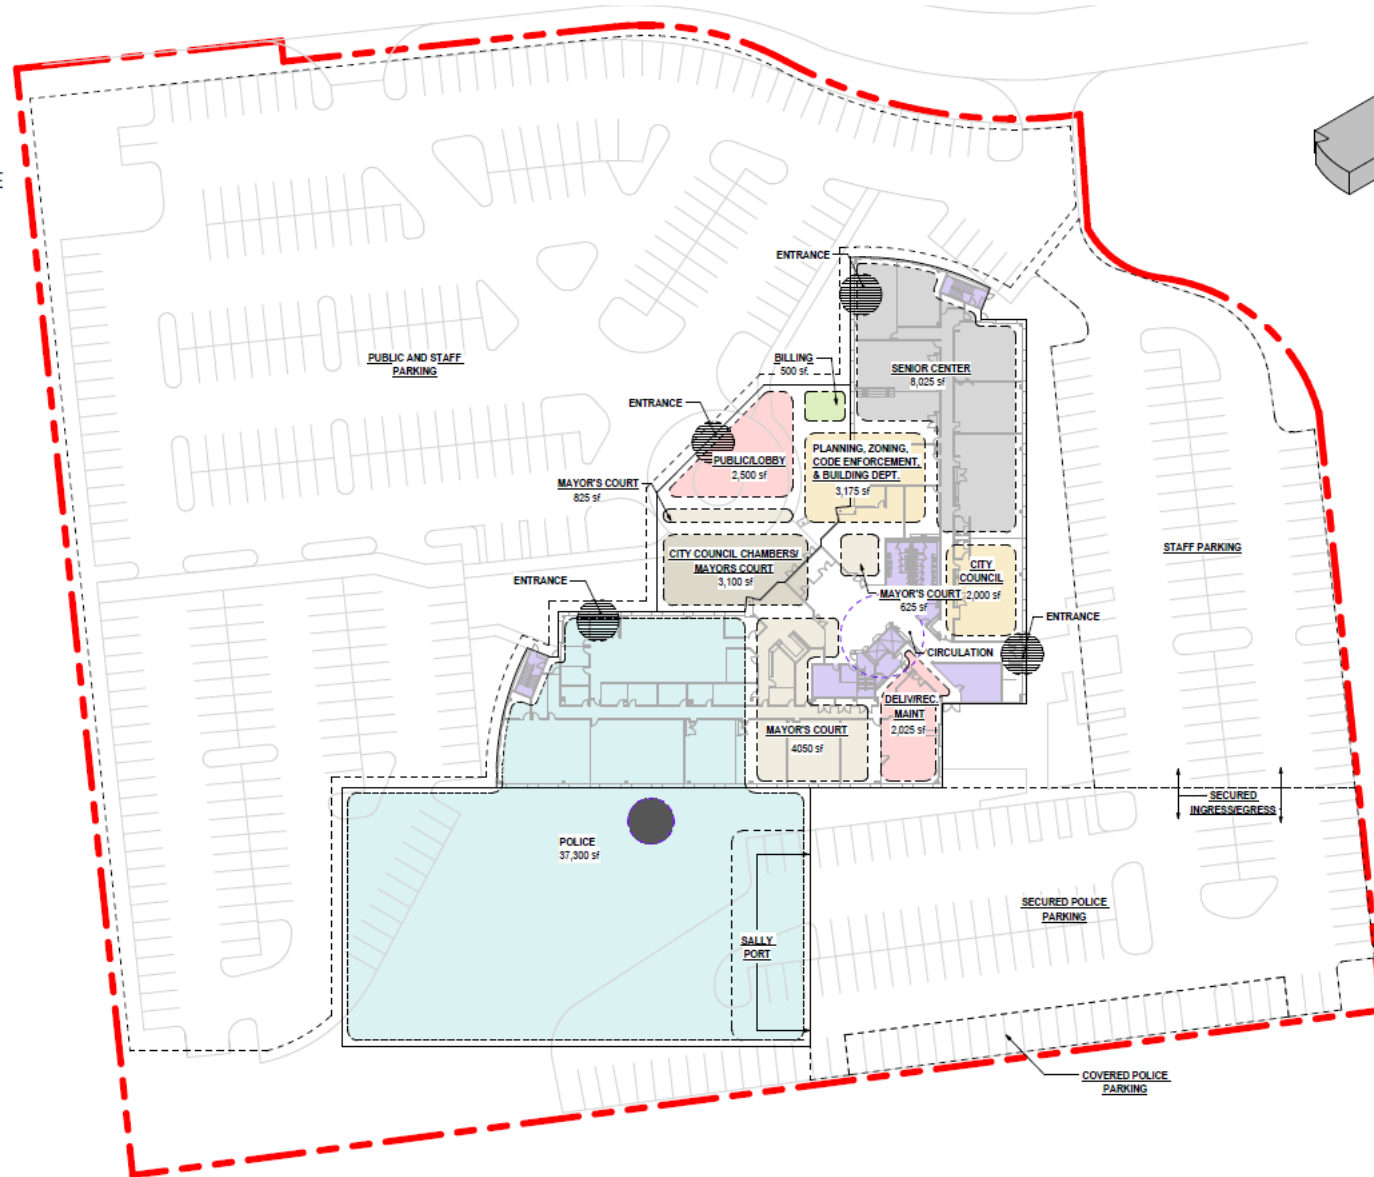 E
ENTRANCE
PUBLIC AND STAFF
PARKING
BILLING
500 sf.
SENIOR CENTER
8,025 sf
ENTRANCE
PUBLIC/LOBBY
2,500 sf
PLANNING, ZONING,
CODE ENFORCEMENT,
& BUILDING DEPT.
3,175 sf
MAYOR'S COURT
825 sf
CITY COUNCIL CHAMBERS/
MAYORS COURT
3,100 sf
STAFF PARKING
CITY
COUNCIL
2,000 sf
ENTRANCE
MAYOR'S COURT
625 sf
ENTRANCE
CIRCULATION
DELIV/REC.
MAINT
2,025 sf
MAYOR'S COURT
4050 sf
SECURED
INGRESS/EGRESS
POLICE
37,300 sf
SECURED POLICE
PARKING
SALLY
PORT
COVERED POLICE
PARKING